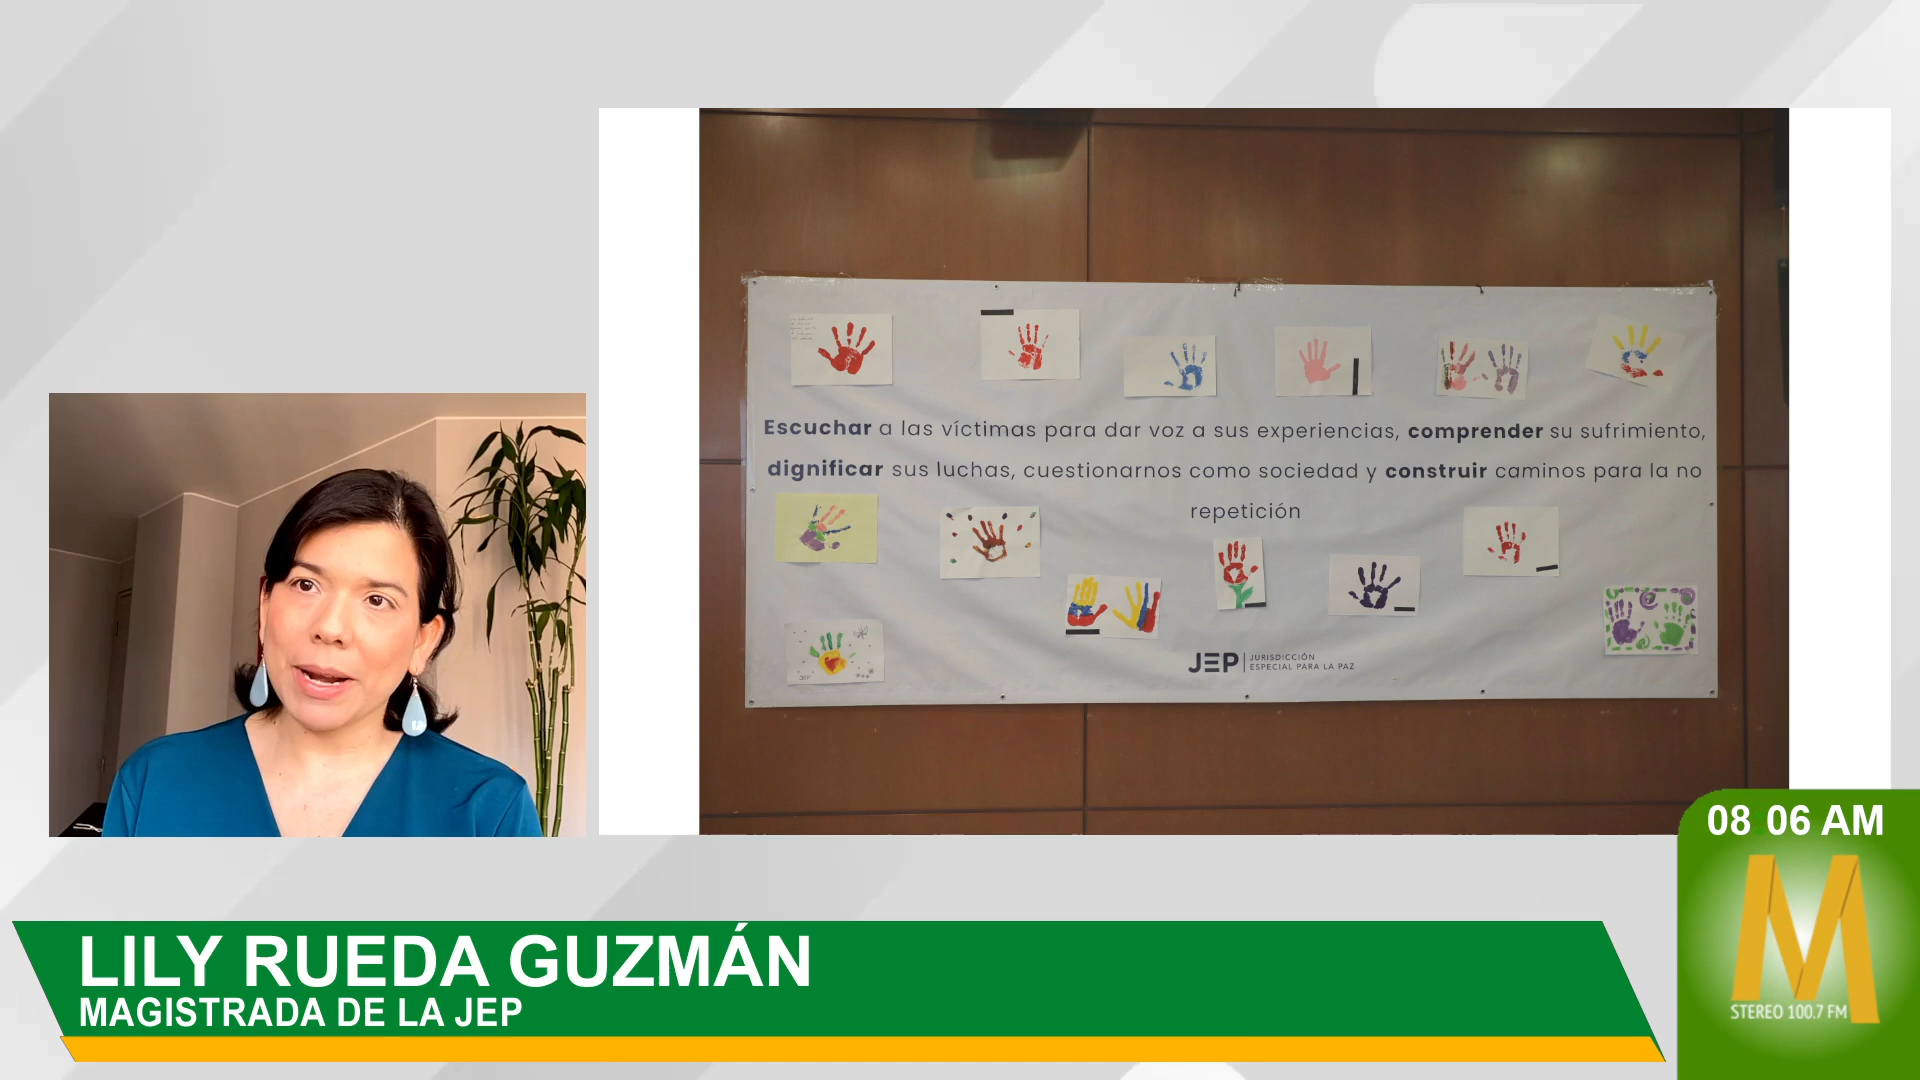 Escuchar a las víctimas para dar voz a sus experiencias, comprender su sufrimiento,
dignificar sus luchas, cuestionarnos como sociedad y construir caminos para la no
repetición
JEP JURISDICCIÓN
ESPECIAL PARA LA PAZ
JEP
08 06 AM
M
STEREO 100.7 FM
LILY RUEDA GUZMÁN
MAGISTRADA DE LA JEP